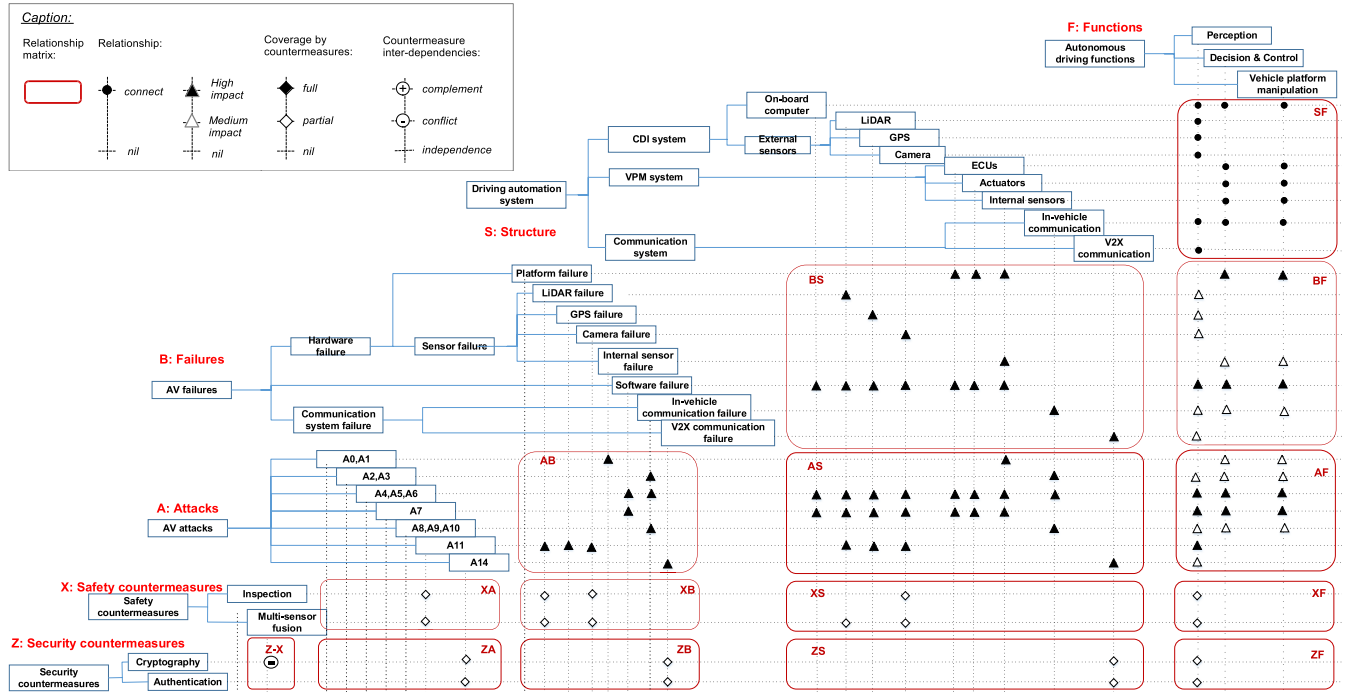 Caption:
Relationship
matrix:
Relationship:
Coverage by
countermeasures:
Countermeasure
inter-dependencies:
connect
High
impact
full
complement
Medium
impact
partial
conflict
nil
nil
nil
independence
F: Functions
Autonomous
driving functions
Perception
Decision & Control
Vehicle platform
manipulation
SF
On-board
computer
LiDAR
CDI system
External
sensors
GPS
Camera
ECUs
VPM system
Actuators
Driving automation
system
Internal sensors
In-vehicle
communication
S: Structure
Communication
system
V2X
communication
Platform failure
BS
BF
LiDAR failure
GPS failure
Camera failure
Hardware
failure
Sensor failure
B: Failures
Internal sensor
failure
AV failures
Software failure
In-vehicle
communication failure
Communication
system failure
V2X communication
failure
A0,A1
AB
AS
AF
A2,A3
A4,A5,A6
A: Attacks
A7
AV attacks
A8,A9,A10
A11
A14
X: Safety countermeasures
Safety
countermeasures
Inspection
XA
XB
XS
XF
Multi-sensor
fusion
Z: Security countermeasures
Z-X
ZA
ZB
ZS
ZF
Cryptography
Security
countermeasures
Authentication